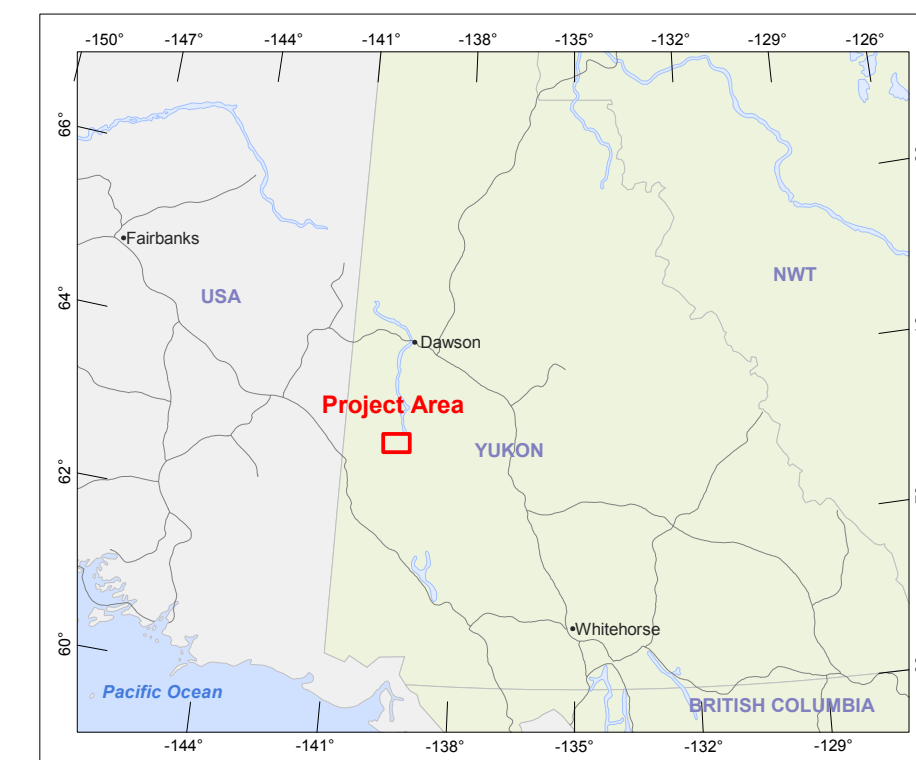 -150° -147° -144° -141° -138° -135° -132° -129° -126°
66°
Fairbanks
NWT
USA
64°
Dawson
Project Area
YUKON
62°
Whitehorse
60°
Pacific Ocean
BRITISH COLUMBIA
-144° -141° -138° -135° -132° -129°